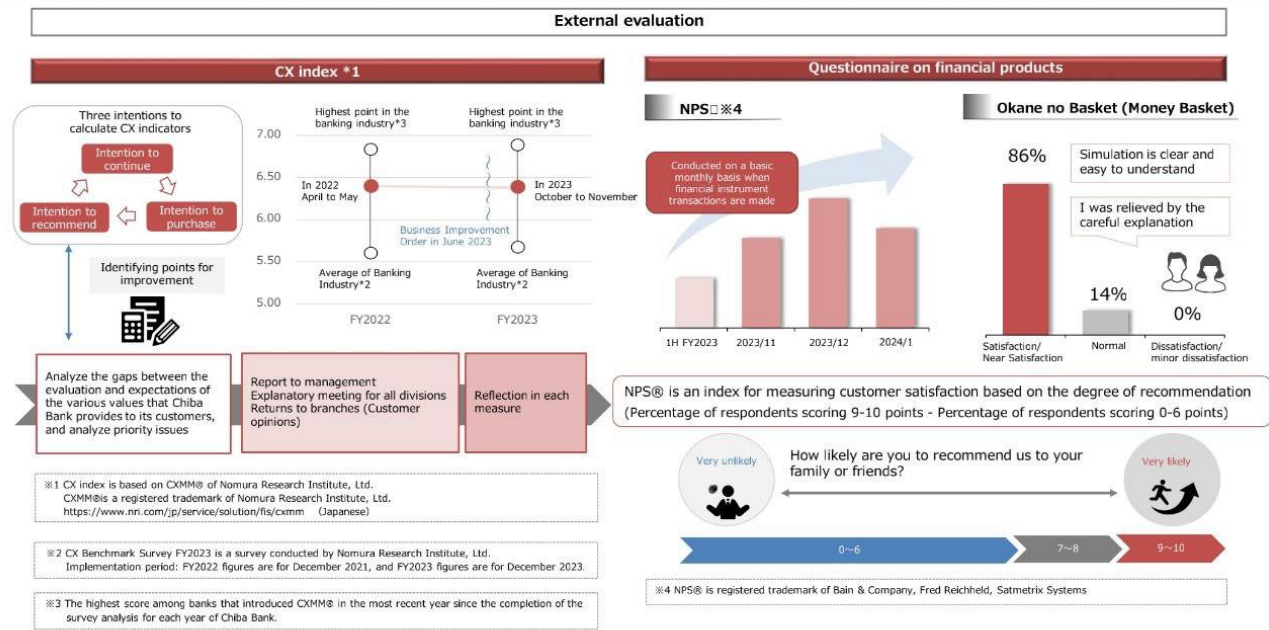 External evaluation
CX index *1
Three intentions to
calculate CX indicators
Intention to
continue
Intention to
recommend
Intention to
purchase
Identifying points for
improvement
Highest point in the
banking industry*3
Highest point in the
banking industry*3
7.00
6.50
6.00
5.50
5.00
In 2022
April to May
In 2023
October to November
Business Improvement
Order in June 2023
Average of Banking
Industry*2
Average of Banking
Industry*2
FY2022
FY2023
Analyze the gaps between the
evaluation and expectations of
the various values that Chiba
Bank provides to its customers,
and analyze priority issues
Report to management
Explanatory meeting for all divisions
Returns to branches (Customer
opinions)
Reflection in each
measure
※1 CX index is based on CXMM® of Nomura Research Institute, Ltd.
CXMM®is a registered trademark of Nomura Research Institute, Ltd.
https://www.nri.com/jp/service/solution/fis/cxmm （Japanese）
※2 CX Benchmark Survey FY2023 is a survey conducted by Nomura Research Institute, Ltd.
Implementation period: FY2022 figures are for December 2021, and FY2023 figures are for December 2023.
※3 The highest score among banks that introduced CXMM® in the most recent year since the completion of the
survey analysis for each year of Chiba Bank.
Questionnaire on financial products
NPS□※4
Conducted on a basic
monthly basis when
financial instrument
transactions are made
1H FY2023
2023/11
2023/12
2024/1
Okane no Basket (Money Basket)
86%
14%
0%
Simulation is clear and
easy to understand
I was relieved by the
careful explanation
Satisfaction/
Near Satisfaction
Normal
Dissatisfaction/
minor dissatisfaction
NPS® is an index for measuring customer satisfaction based on the degree of recommendation
(Percentage of respondents scoring 9-10 points - Percentage of respondents scoring 0-6 points)
Very unlikely
How likely are you to recommend us to your
family or friends?
Very likely
0～6
7～8
9～10
※4 NPS® is registered trademark of Bain & Company, Fred Reichheld, Satmetrix Systems